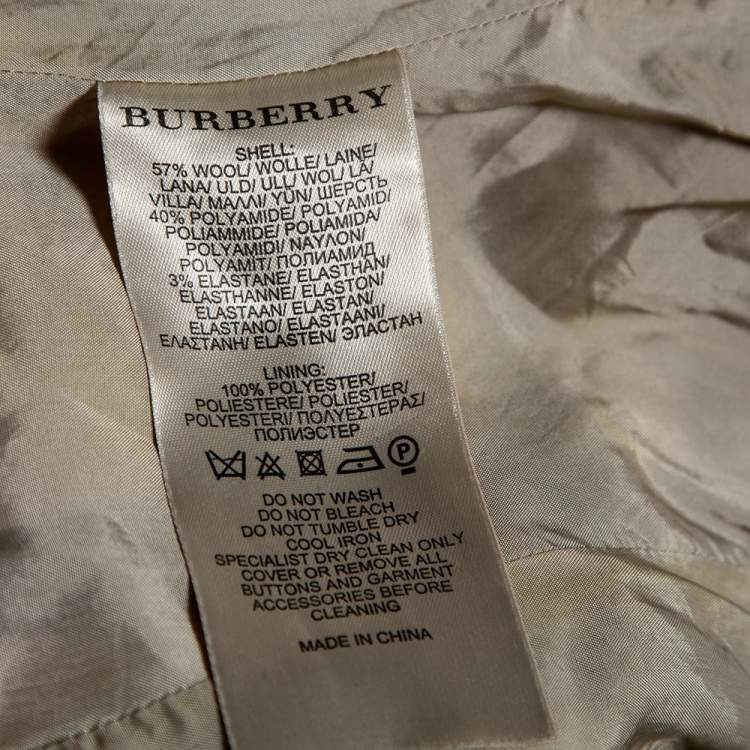 BURBERRY
SHELL:
57% WOOL/ WOLLE/ LAINE/
LANA/ ULD/ ULL/ WOL/ LÃ/
VILLA/ ΜΑΛΛΙ/ YÜN/ ШЕРСТЬ
40% POLYAMIDE/ POLYAMID/
POLIAMMIDE/ POLIAMIDA/
POLYAMIDI/ ΝΑΥΛΟΝ/
POLYAMİT/ ПОЛИАМИД
3% ELASTANE/ ELASTHAN/
ELASTHANNE/ ELASTON/
ELASTAAN/ ELASTAN/
ELASTANO/ ELASTAANI/
ΕΛΑΣΤΑΝΗ/ ELASTEN/ ЭЛАСТАН
LINING:
100% POLYESTER/
POLIESTERE/ POLIESTER/
POLYESTERI/ ΠΟΛΥΕΣΤΕΡΑΣ/
ПОЛИЭСТЕР
P
DO NOT WASH
DO NOT BLEACH
DO NOT TUMBLE DRY
COOL IRON
SPECIALIST DRY CLEAN ONLY
COVER OR REMOVE ALL
BUTTONS AND GARMENT
ACCESSORIES BEFORE
CLEANING
MADE IN CHINA